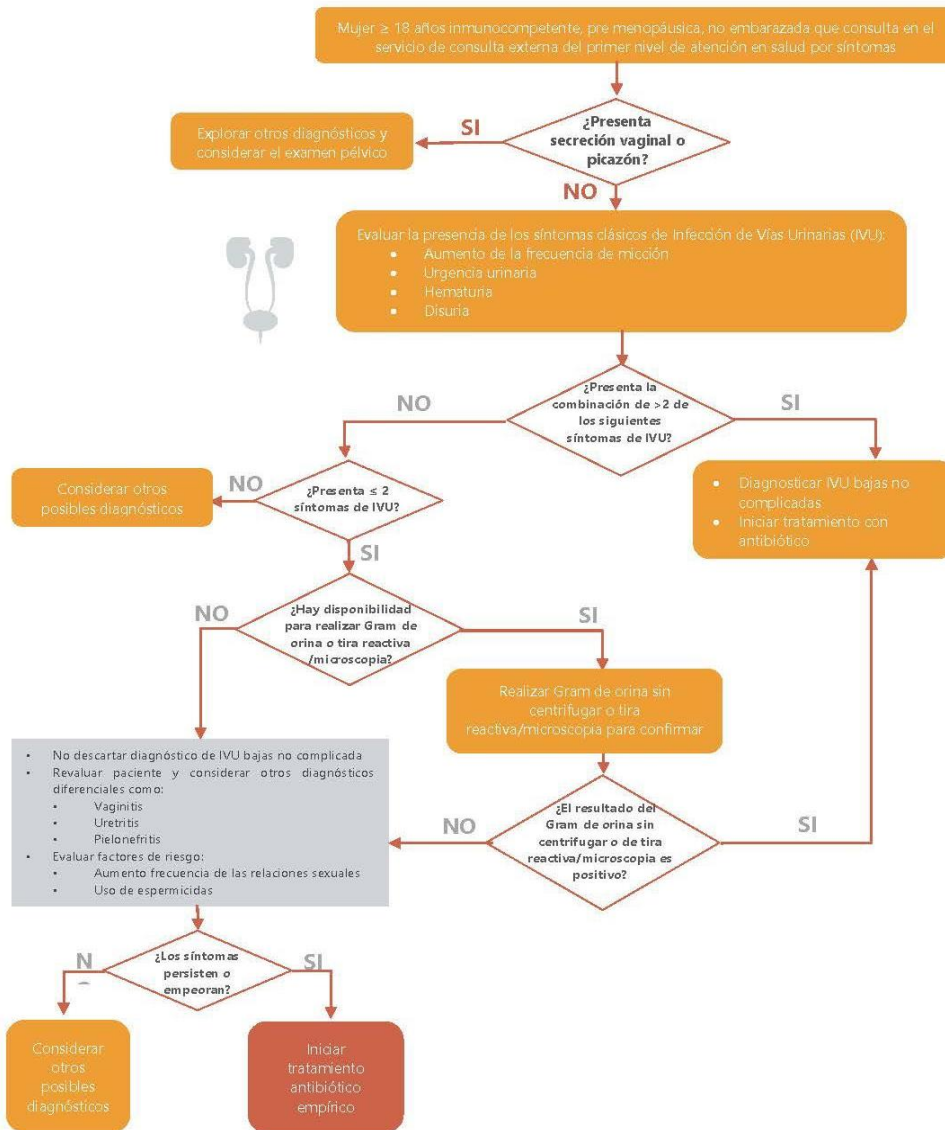 Mujer ≥ 18 años inmunocompetente, pre menopáusica, no embarazada que consulta en el
servicio de consulta externa del primer nivel de atención en salud por síntomas
¿Presenta
secreción vaginal o
picazón?
SI
Explorar otros diagnósticos y
considerar el examen pélvico
NO
Evaluar la presencia de los síntomas clásicos de Infección de Vías Urinarias (IVU):
• Aumento de la frecuencia de micción
• Urgencia urinaria
• Hematuria
• Disuria
¿Presenta la
combinación de >2 de
los siguientes
síntomas de IVU?
NO
SI
• Diagnosticar IVU bajas no
complicadas
• Iniciar tratamiento con
antibiótico
¿Presenta ≤ 2
síntomas de IVU?
NO
Considerar otros
posibles diagnósticos
SI
¿Hay disponibilidad
para realizar Gram de
orina o tira reactiva
/microscopia?
NO
SI
Realizar Gram de orina sin
centrifugar o tira
reactiva/microscopia para confirmar
¿El resultado del
Gram de orina sin
centrifugar o de tira
reactiva/microscopia es
positivo?
NO
SI
• No descartar diagnóstico de IVU bajas no complicada
• Revaluar paciente y considerar otros diagnósticos
diferenciales como:
• Vaginitis
• Uretritis
• Pielonefritis
• Evaluar factores de riesgo:
• Aumento frecuencia de las relaciones sexuales
• Uso de espermicidas
¿Los síntomas
persisten o
empeoran?
N
SI
Considerar
otros
posibles
diagnósticos
Iniciar
tratamiento
antibiótico
empírico